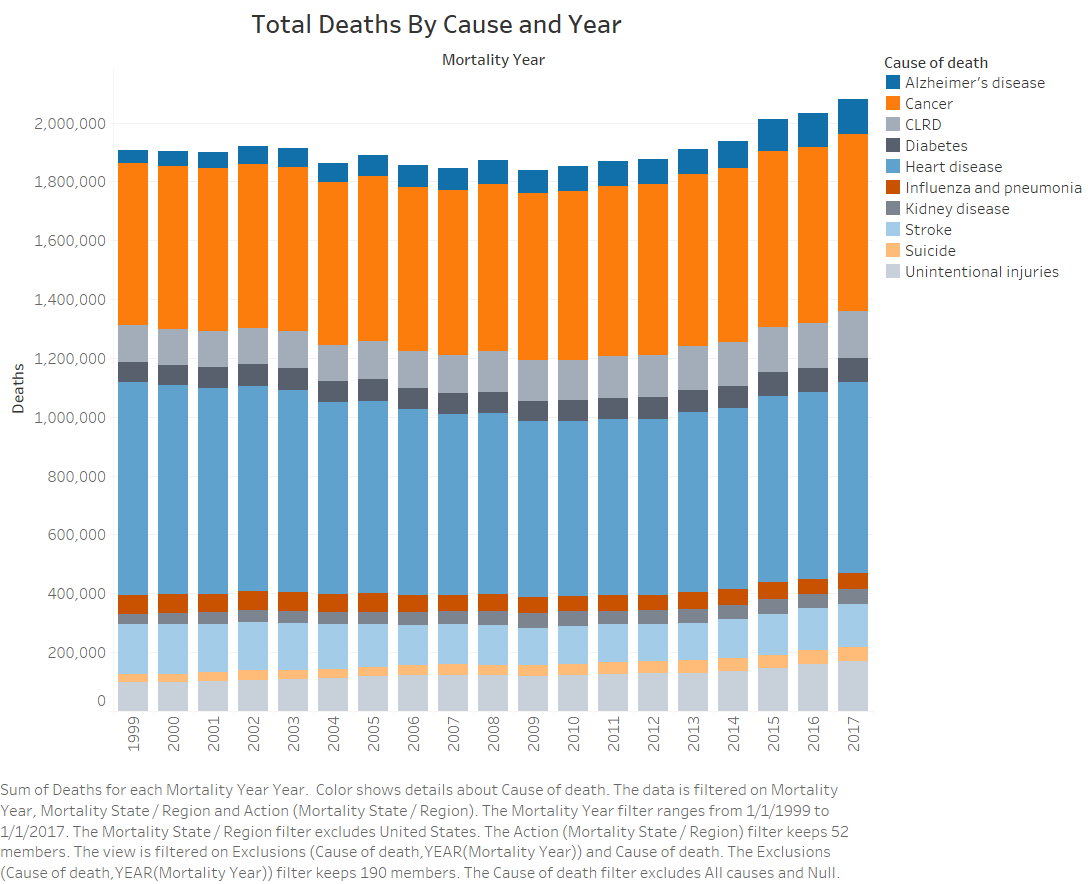 Total Deaths By Cause and Year
Mortality Year
Cause of death
Alzheimer's disease
Cancer
CLRD
Diabetes
Heart disease
Influenza and pneumonia
Kidney disease
Stroke
Suicide
Unintentional injuries
Deaths
2,000,000
1,800,000
1,600,000
1,400,000
1,200,000
1,000,000
800,000
600,000
400,000
200,000
0
1999
2000
2001
2002
2003
2004
2005
2006
2007
2008
2009
2010
2011
2012
2013
2014
2015
2016
2017
Sum of Deaths for each Mortality Year Year.  Color shows details about Cause of death. The data is filtered on Mortality
Year, Mortality State / Region and Action (Mortality State / Region). The Mortality Year filter ranges from 1/1/1999 to
1/1/2017. The Mortality State / Region filter excludes United States. The Action (Mortality State / Region) filter keeps 52
members. The view is filtered on Exclusions (Cause of death,YEAR(Mortality Year)) and Cause of death. The Exclusions
(Cause of death,YEAR(Mortality Year)) filter keeps 190 members. The Cause of death filter excludes All causes and Null.